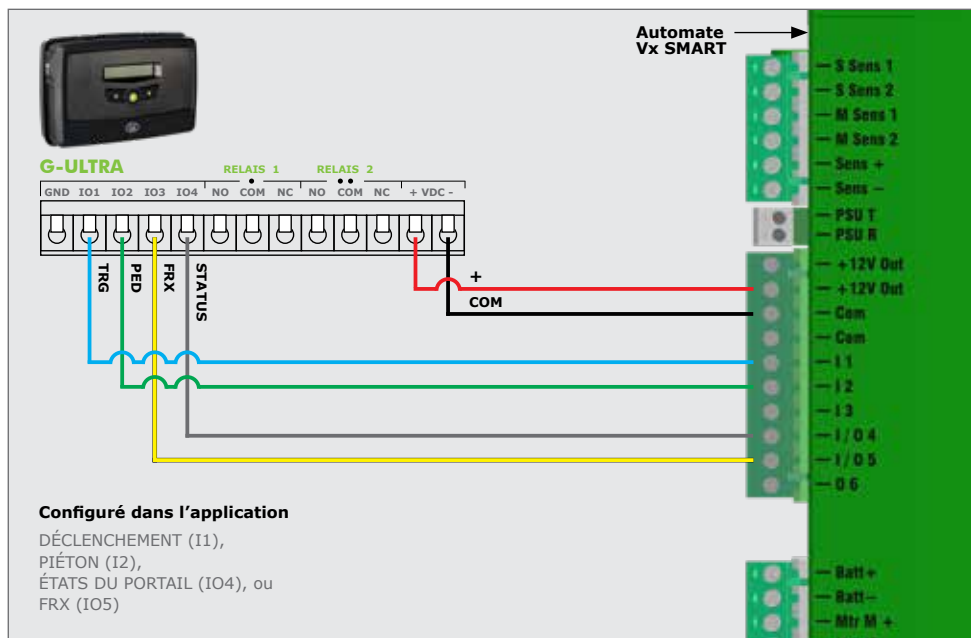 Automate
Vx SMART
G-ULTRA
RELAIS 1
RELAIS 2
GND IO1 IO2 IO3 IO4 NO COM NC NO COM NC + VDC -
TRG
PED
FRX
STATUS
+
COM
S Sens 1
S Sens 2
M Sens 1
M Sens 2
Sens +
Sens –
PSU T
PSU R
+12V Out
+12V Out
Com
Com
I 1
I 2
I 3
I / O 4
I / O 5
O 6
Batt+
Batt–
Mtr M +
Configuré dans l’application
DÉCLENCHEMENT (I1),
PIÉTON (I2),
ÉTATS DU PORTAIL (IO4), ou
FRX (IO5)